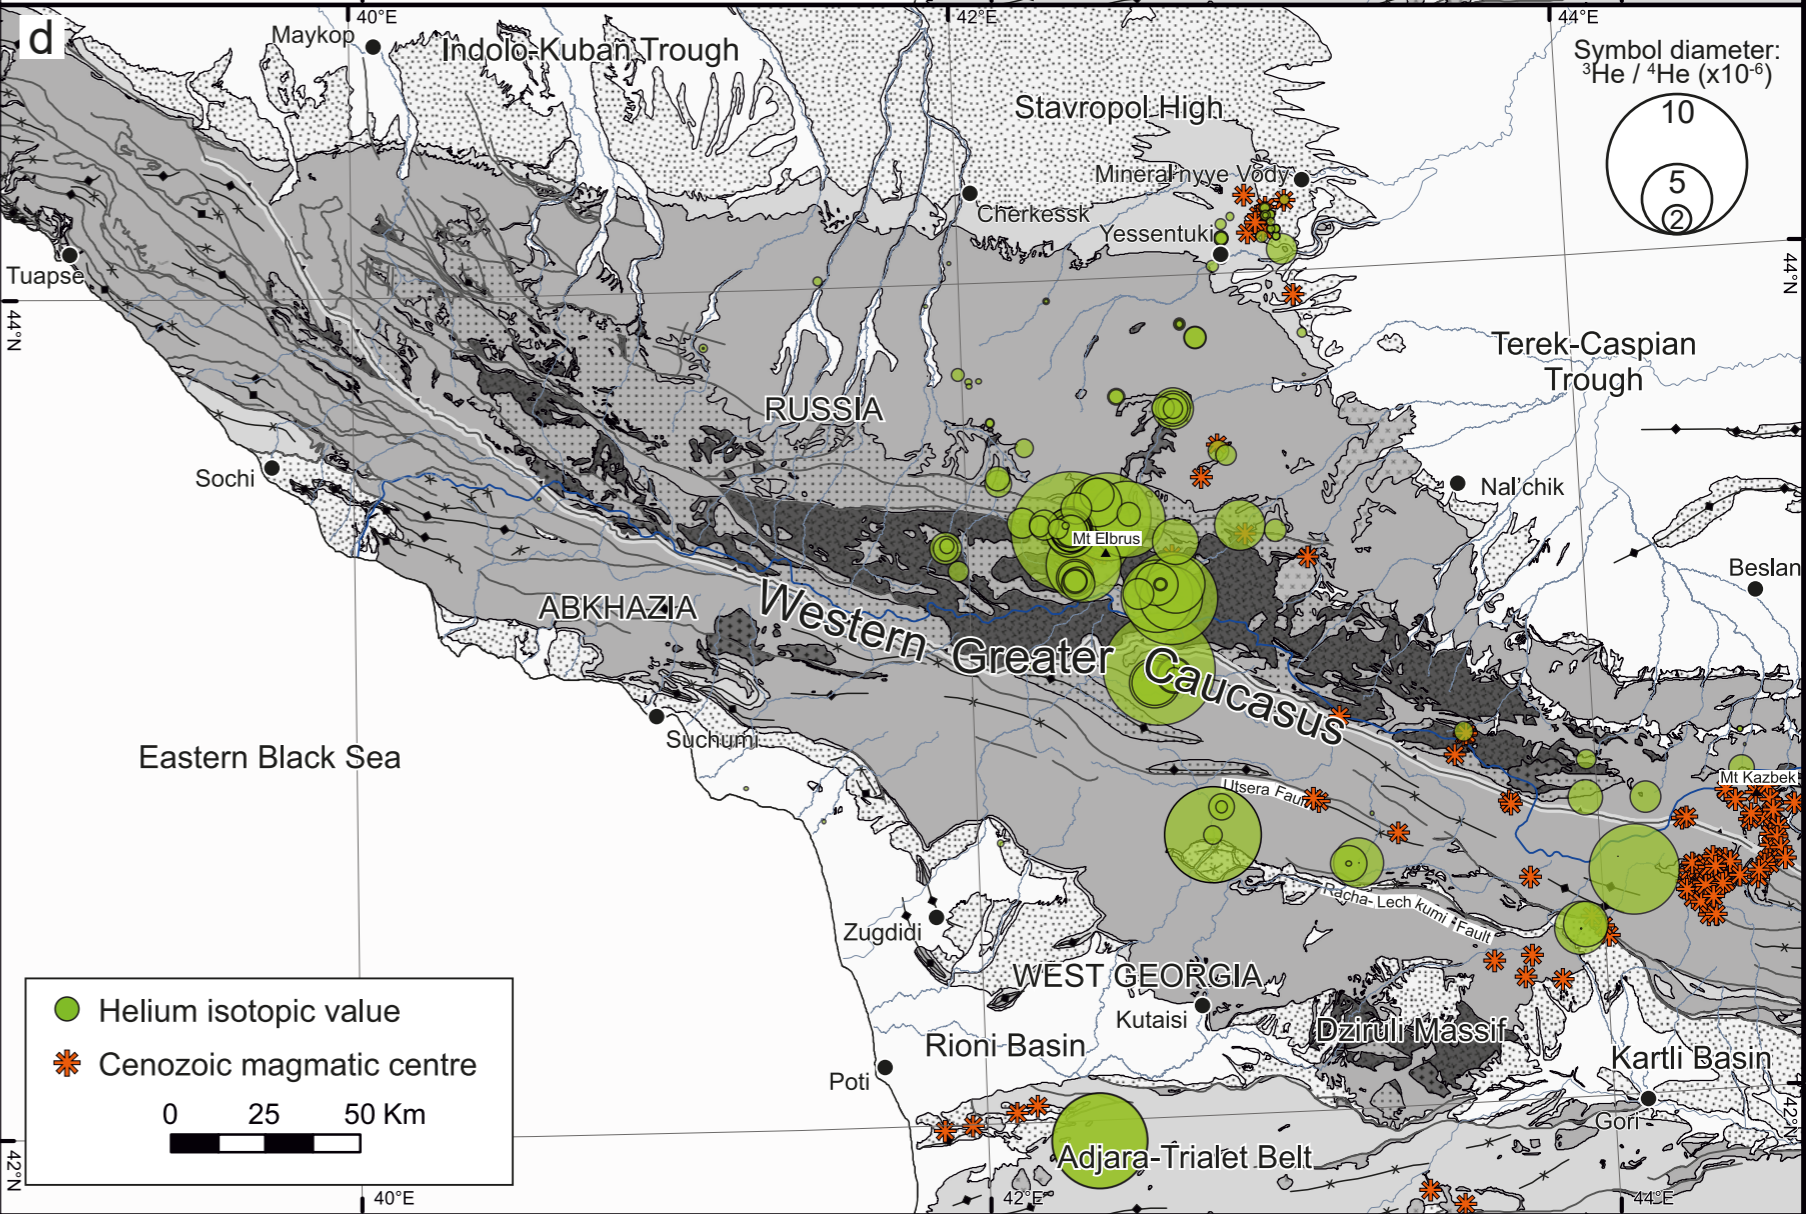 d
40°E
42°E
44°E
Maykop
Indolo-Kuban Trough
Symbol diameter:
³He / ⁴He (x10⁻⁶)
10
5
2
Stavropol High
Mineral'nyye Vody
Cherkessk
Yessentuki
Tuapse
44°N
44°N
Terek-Caspian
Trough
RUSSIA
Sochi
Nal'chik
Mt Elbrus
Beslan
ABKHAZIA
Western Greater Caucasus
Suchumi
Eastern Black Sea
Mt Kazbek
Utsera Fault
Racha- Lech kumi Fault
Zugdidi
WEST GEORGIA
Kutaisi
Dziruli Massif
Rioni Basin
Kartli Basin
Poti
Gori
Adjara-Trialet Belt
Helium isotopic value
Cenozoic magmatic centre
0 25 50 Km
42°N
42°N
40°E
42°E
44°E